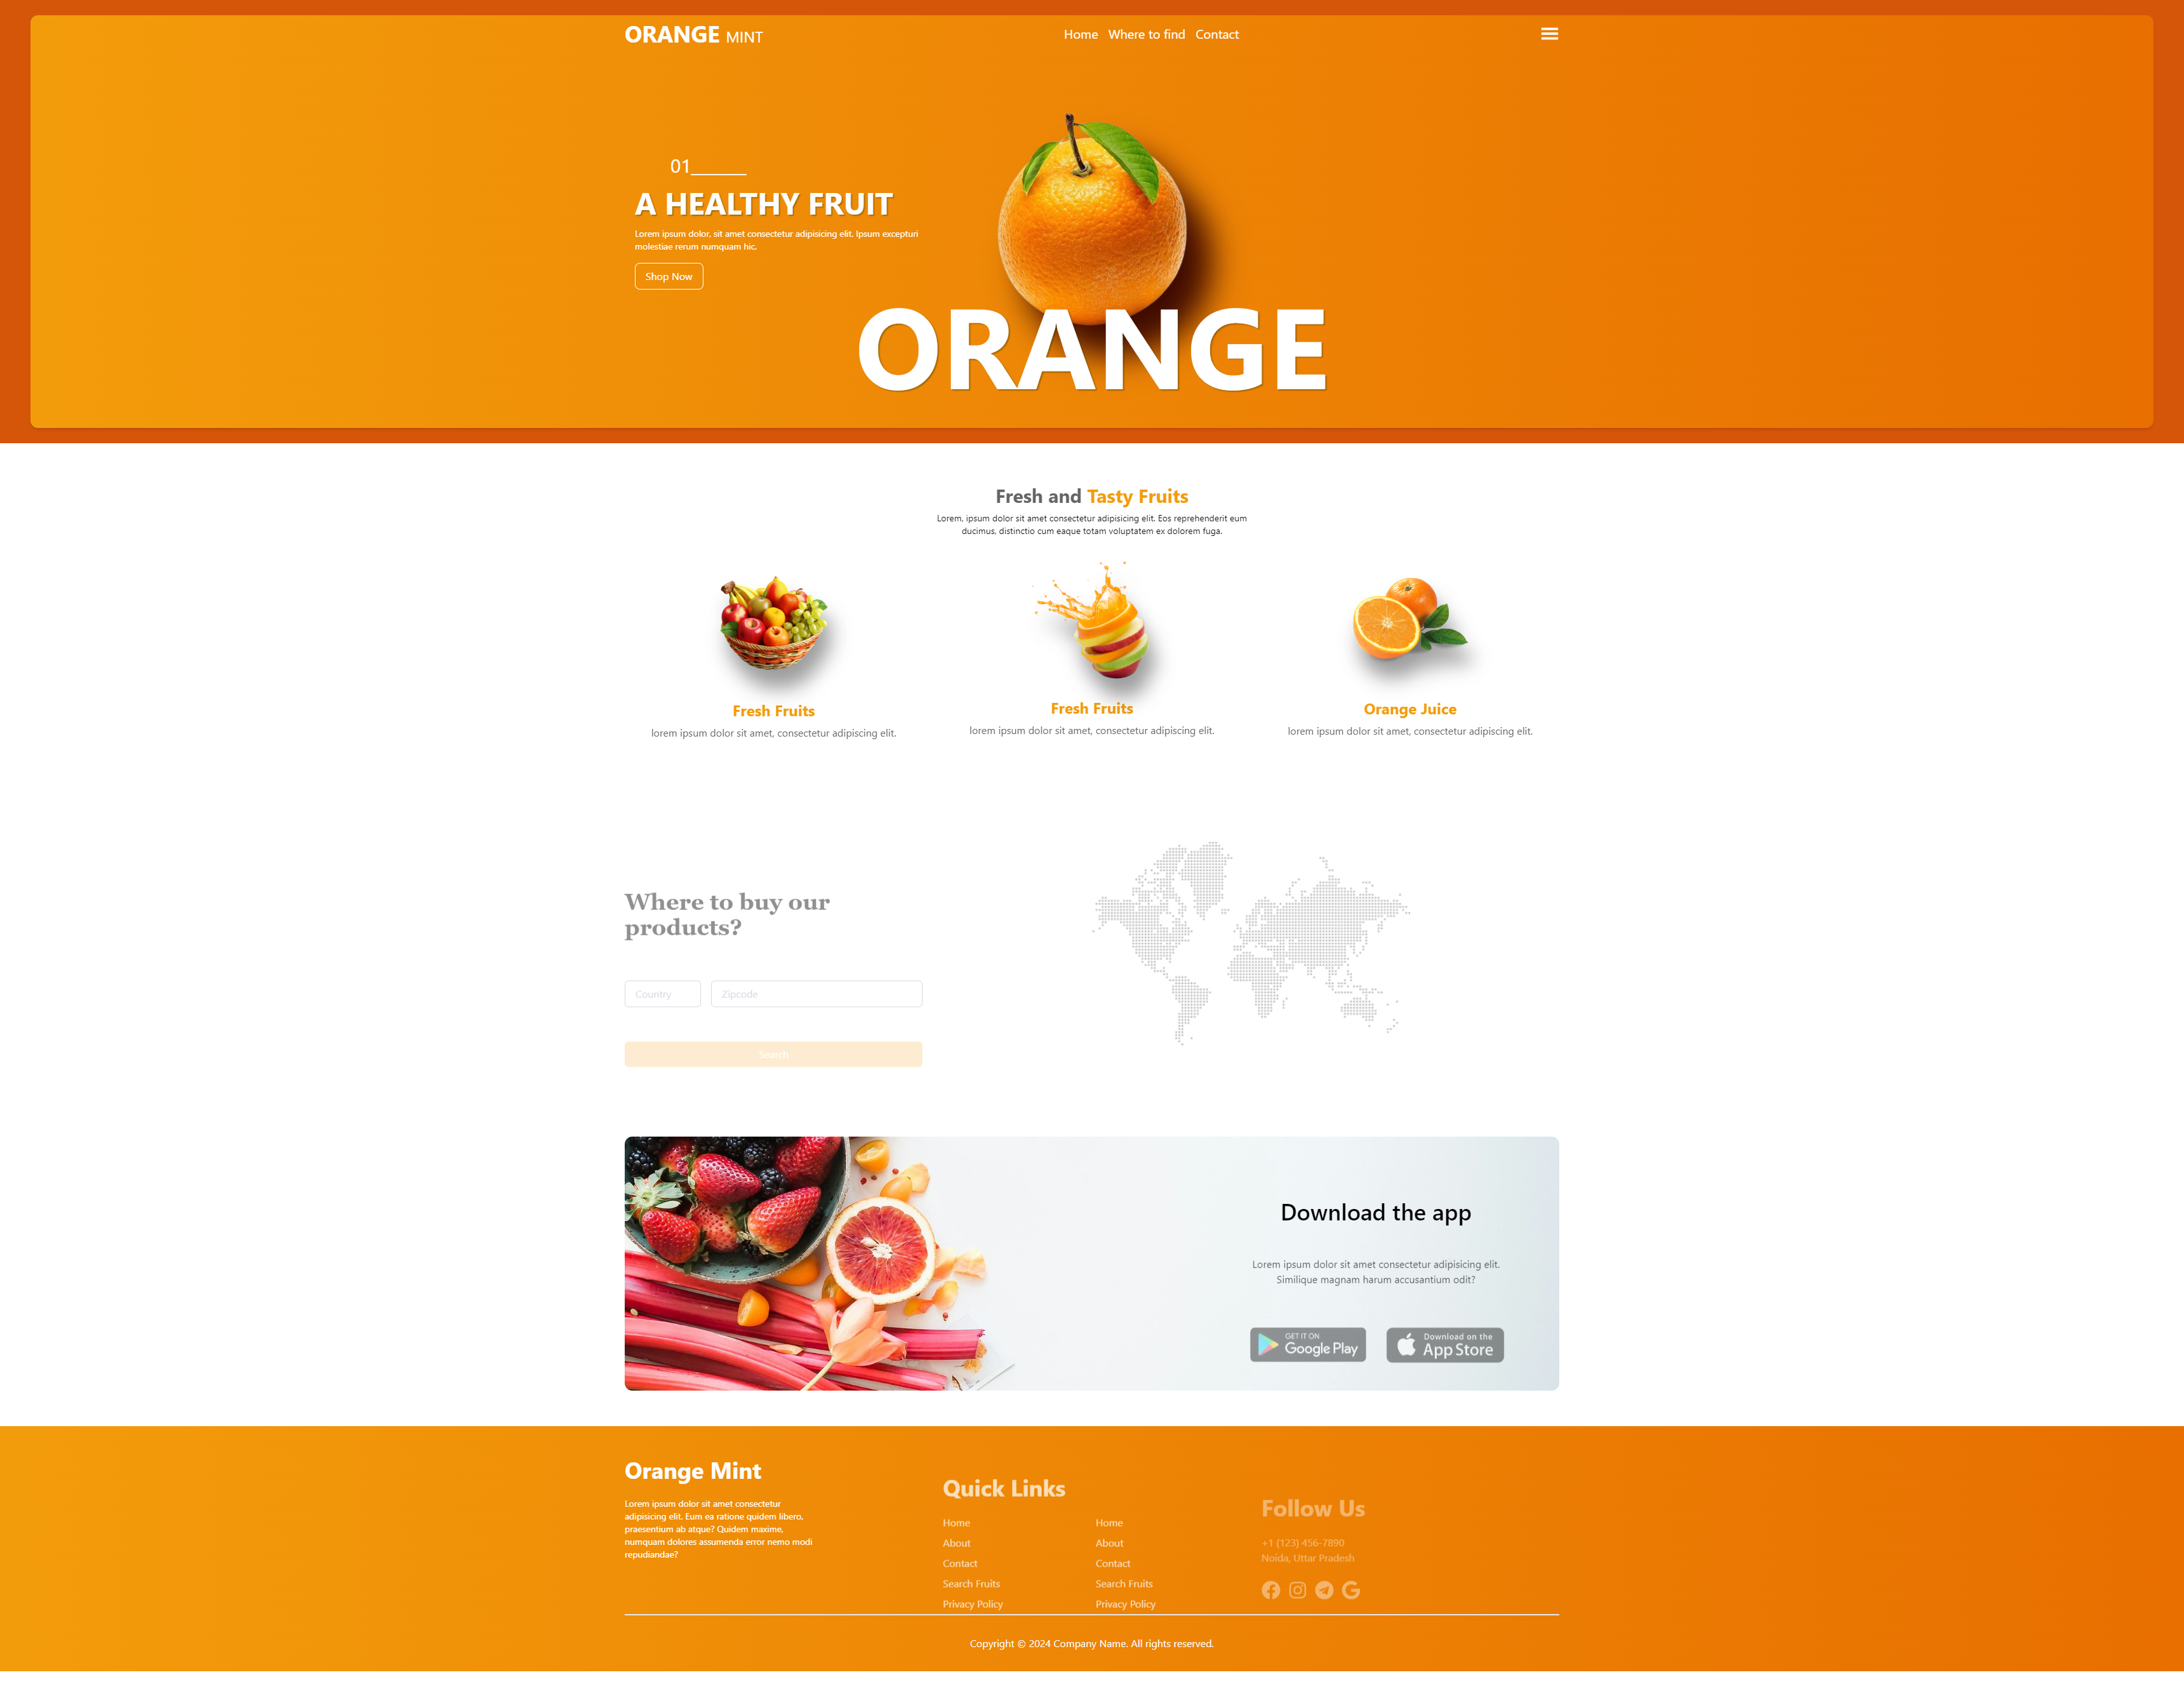 ORANGE MINT
Home Where to find Contact
01______
A HEALTHY FRUIT
Lorem ipsum dolor, sit amet consectetur adipisicing elit. Ipsum excepturi
molestiae rerum numquam hic.
Shop Now
ORANGE
Fresh and Tasty Fruits
Lorem, ipsum dolor sit amet consectetur adipisicing elit. Eos reprehenderit eum
ducimus, distinctio cum eaque totam voluptatem ex dolorem fuga.
Fresh Fruits
lorem ipsum dolor sit amet, consectetur adipiscing elit.
Fresh Fruits
lorem ipsum dolor sit amet, consectetur adipiscing elit.
Orange Juice
lorem ipsum dolor sit amet, consectetur adipiscing elit.
Where to buy our
products?
Country
Zipcode
Search
Download the app
Lorem ipsum dolor sit amet consectetur adipisicing elit.
Similique magnam harum accusantium odit?
GET IT ON
Google Play
Download on the
App Store
Orange Mint
Lorem ipsum dolor sit amet consectetur
adipisicing elit. Eum ea ratione quidem libero,
praesentium ab atque? Quidem maxime,
numquam dolores assumenda error nemo modi
repudiandae?
Quick Links
Home
About
Contact
Search Fruits
Privacy Policy
Home
About
Contact
Search Fruits
Privacy Policy
Follow Us
+1 (123) 456-7890
Noida, Uttar Pradesh
Copyright © 2024 Company Name. All rights reserved.